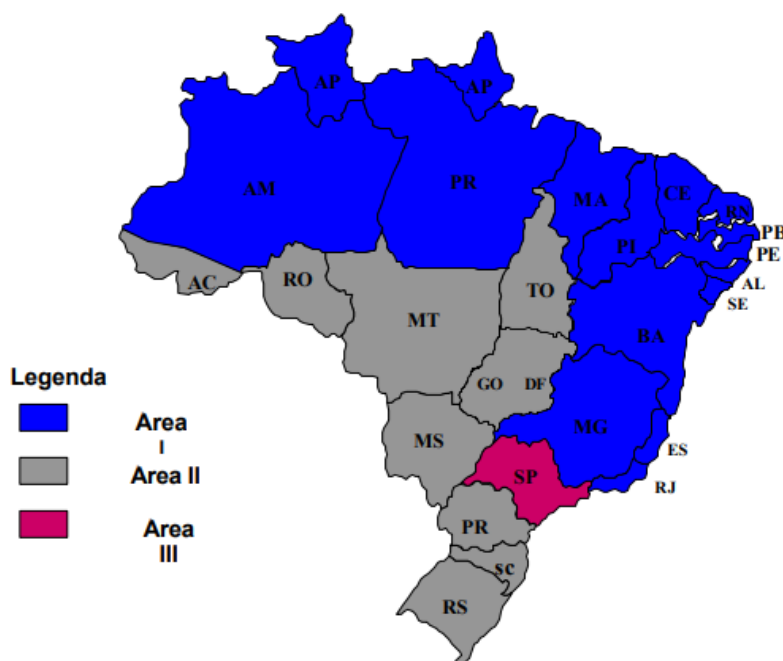 AP
AP
AM
PR
MA
CE
RN
PB
PI
PE
AC
RO
TO
AL
SE
MT
BA
Legenda
GO
DF
Area
I
MS
MG
ES
Area II
SP
RJ
Area
III
PR
sc
RS